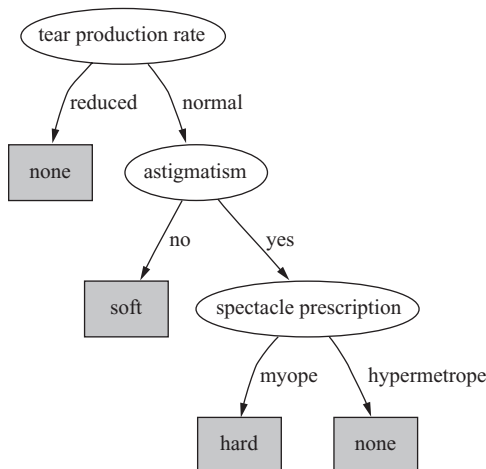 tear production rate
reduced
normal
none
astigmatism
no
yes
soft
spectacle prescription
myope
hypermetrope
hard
none